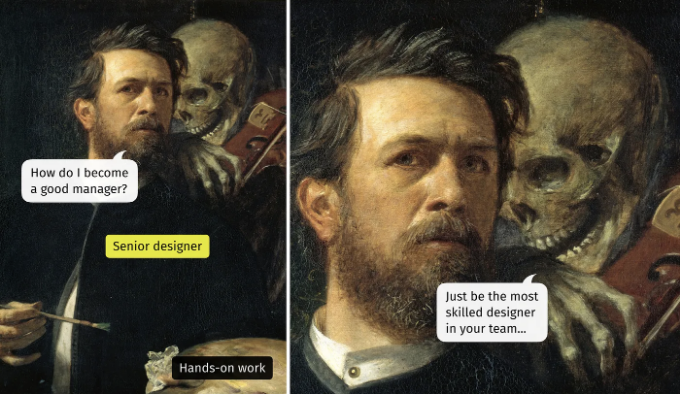 How do I become
a good manager?
Senior designer
Hands-on work
Just be the most
skilled designer
in your team...